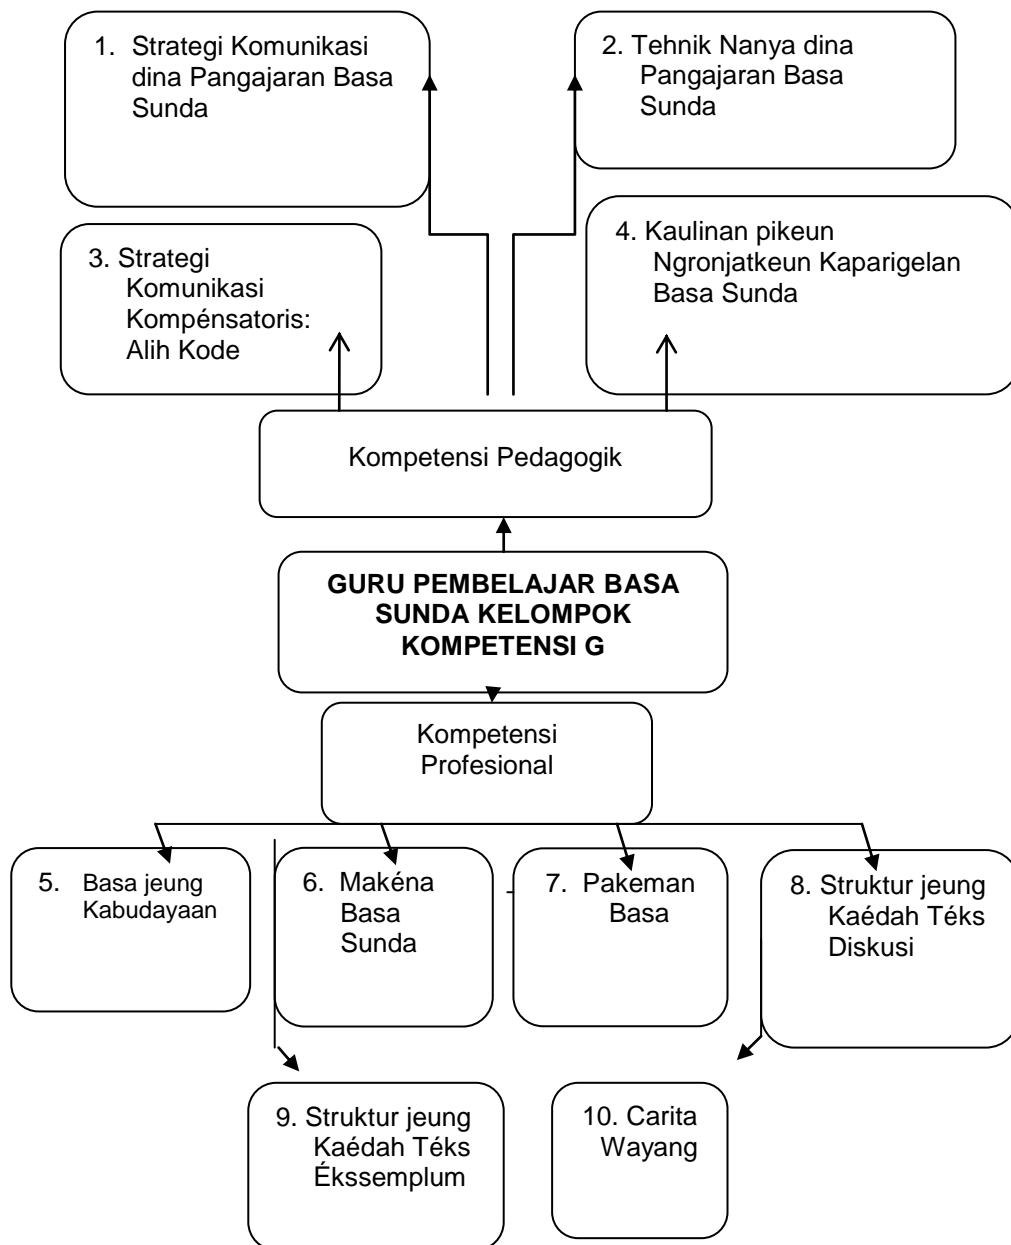 1. Strategi Komunikasi
dina Pangajaran Basa
Sunda
2. Tehnik Nanya dina
Pangajaran Basa
Sunda
3. Strategi
Komunikasi
Kompénsatoris:
Alih Kode
4. Kaulinan pikeun
Ngronjatkeun Kaparigelan
Basa Sunda
Kompetensi Pedagogik
GURU PEMBELAJAR BASA
SUNDA KELOMPOK
KOMPETENSI G
Kompetensi
Profesional
5. Basa jeung
Kabudayaan
6. Makéna
Basa
Sunda
7. Pakeman
Basa
8. Struktur jeung
Kaédah Téks
Diskusi
9. Struktur jeung
Kaédah Téks
Ékssemplum
10. Carita
Wayang